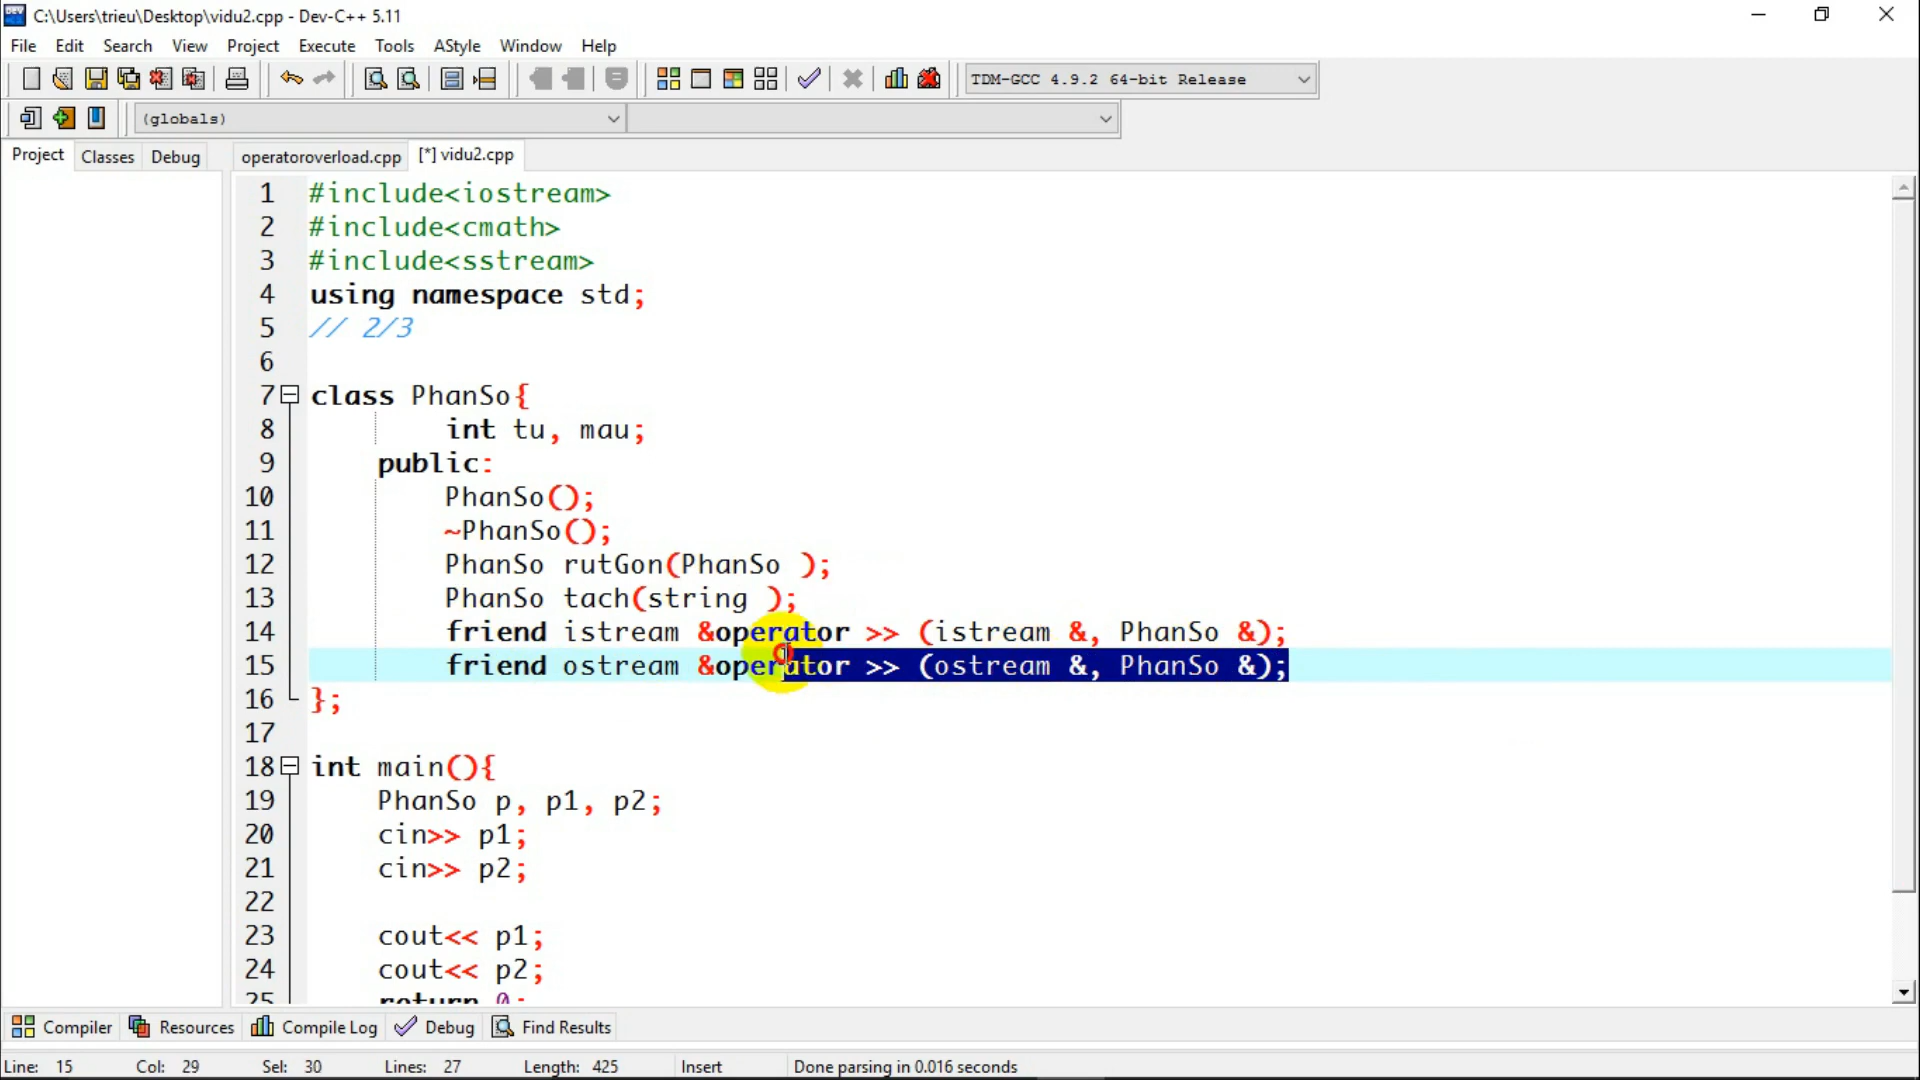 C:\Users\trieu\Desktop\vidu2.cpp - Dev-C++ 5.11
File Edit Search View Project Execute Tools AStyle Window Help
TDM-GCC 4.9.2 64-bit Release
(globals)
Project Classes Debug operatoroverload.cpp [*] vidu2.cpp
1 #include<iostream>
2 #include<cmath>
3 #include<sstream>
4 using namespace std;
5 // 2/3
6
7 class PhanSo{
8 int tu, mau;
9 public:
10 PhanSo();
11 ~PhanSo();
12 PhanSo rutGon(PhanSo );
13 PhanSo tach(string );
14 friend istream &operator >> (istream &, PhanSo &);
15 friend ostream &operator >> (ostream &, PhanSo &);
16 };
17
18 int main(){
19 PhanSo p, p1, p2;
20 cin>> p1;
21 cin>> p2;
22
23 cout<< p1;
24 cout<< p2;
25 return 0;
Compiler Resources Compile Log Debug Find Results
Line: 15 Col: 29 Sel: 30 Lines: 27 Length: 425 Insert Done parsing in 0.016 seconds